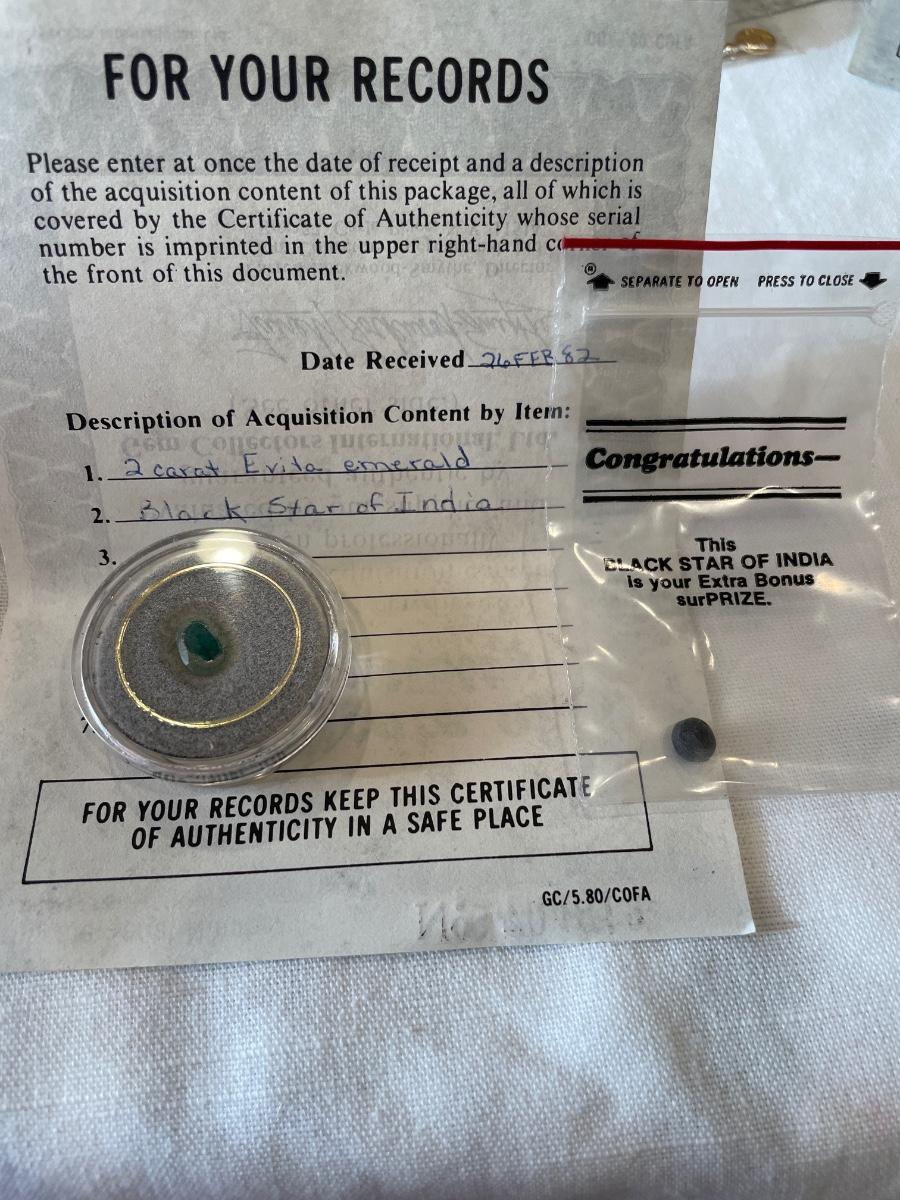 FOR YOUR RECORDS
Please enter at once the date of receipt and a description
of the acquisition content of this package, all of which is
covered by the Certificate of Authenticity whose serial
number is imprinted in the upper right-hand corner of
the front of this document.
Date Received 26 FEB 82
Description of Acquisition Content by Item:
1. 2 carat Evita emerald
2. Black Star of India
3.
7.
FOR YOUR RECORDS KEEP THIS CERTIFICATE
OF AUTHENTICITY IN A SAFE PLACE
GC/5.80/COFA
® SEPARATE TO OPEN PRESS TO CLOSE
Congratulations—
This
BLACK STAR OF INDIA
is your Extra Bonus
surPRIZE.